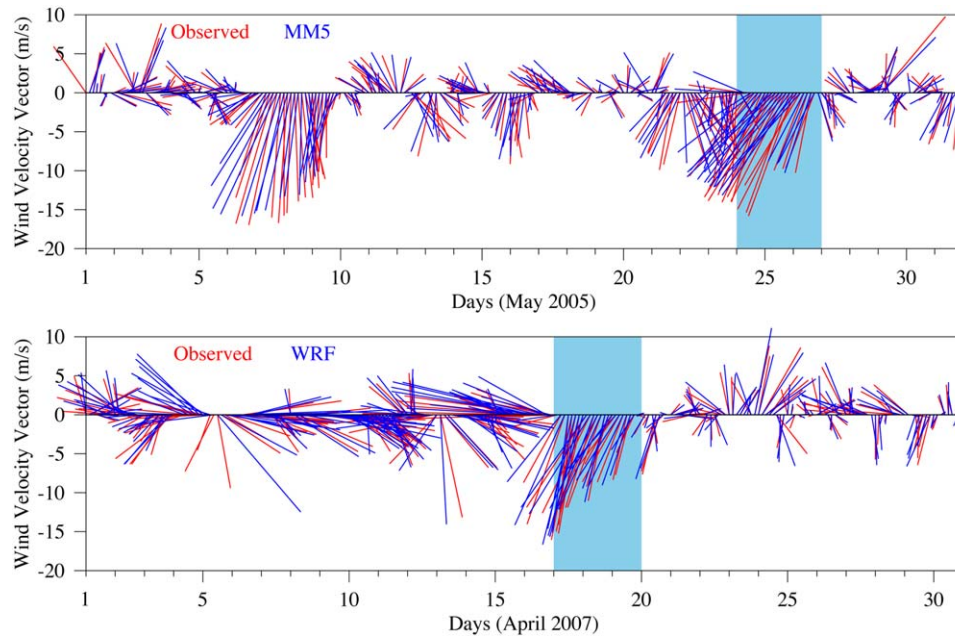 10
Observed MM5
5
0
-5
-10
-15
-20
Wind Velocity Vector (m/s)
1 5 10 15 20 25 30
Days (May 2005)
10
Observed WRF
5
0
-5
-10
-15
-20
Wind Velocity Vector (m/s)
1 5 10 15 20 25 30
Days (April 2007)